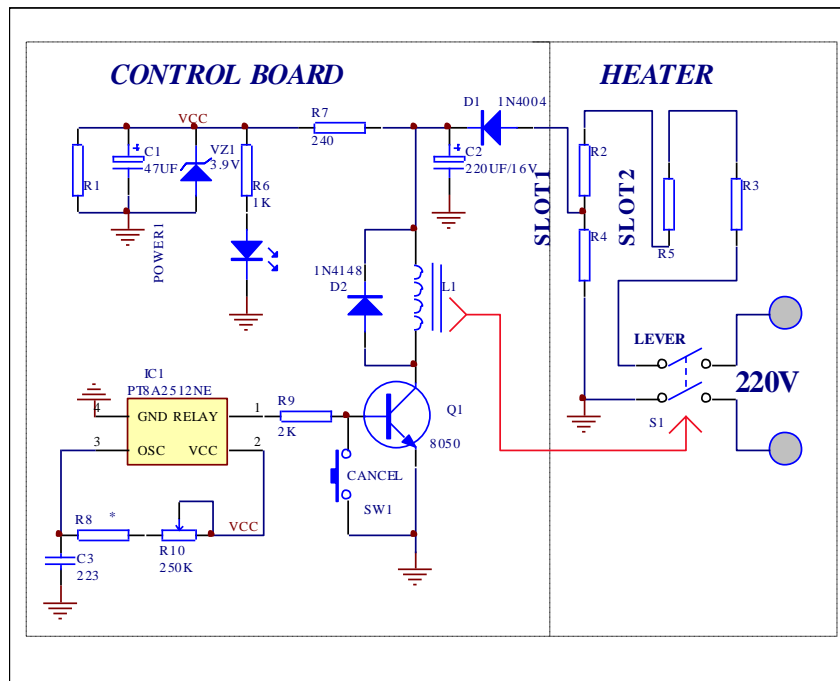 CONTROL BOARD
HEATER
VCC
R7
240
D1
1N4004
R1
C1
47UF
VZ1
3.9V
R6
1K
C2
220UF/16V
R2
R4
R5
R3
SLOT1
SLOT2
POWER1
1N4148
D2
L1
LEVER
220V
S1
IC1
PT8A2512NE
4
GND RELAY
1
3
OSC
VCC
2
R9
2K
Q1
8050
CANCEL
SW1
R8
*
R10
250K
VCC
C3
223